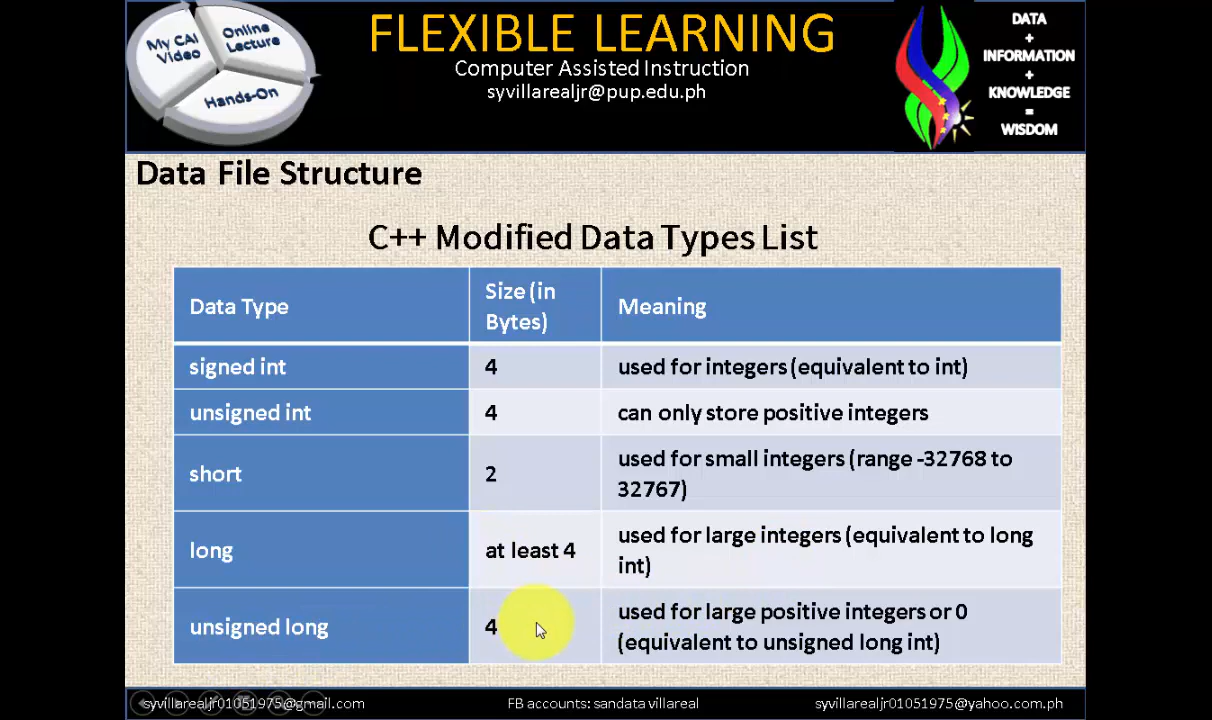 My CAI
Video
Online
Lecture
Hands-On
FLEXIBLE LEARNING
Computer Assisted Instruction
syvillarealjr@pup.edu.ph
DATA
+
INFORMATION
+
KNOWLEDGE
=
WISDOM
Data File Structure
C++ Modified Data Types List
Data Type
Size (in
Bytes)
Meaning
signed int
4
used for integers (equivalent to int)
unsigned int
4
can only store positive integers
short
2
used for small integers (range -32768 to
32767)
long
at least 4
used for large integers (equivalent to long
int)
unsigned long
4
used for large positive integers or 0
(equivalent to unsigned long int)
syvillarealjr01051975@gmail.com
FB accounts: sandata villareal
syvillarealjr01051975@yahoo.com.ph